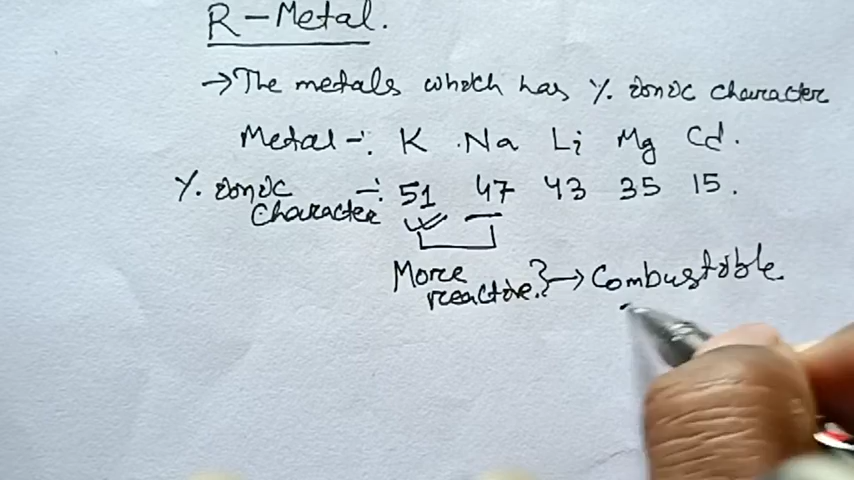 R-Metal.
→The metals which has % ionic character
Metal -: K Na Li Mg Cd.
% ionic character -: 51 47 43 35 15.
More reactive.} → Combustible.